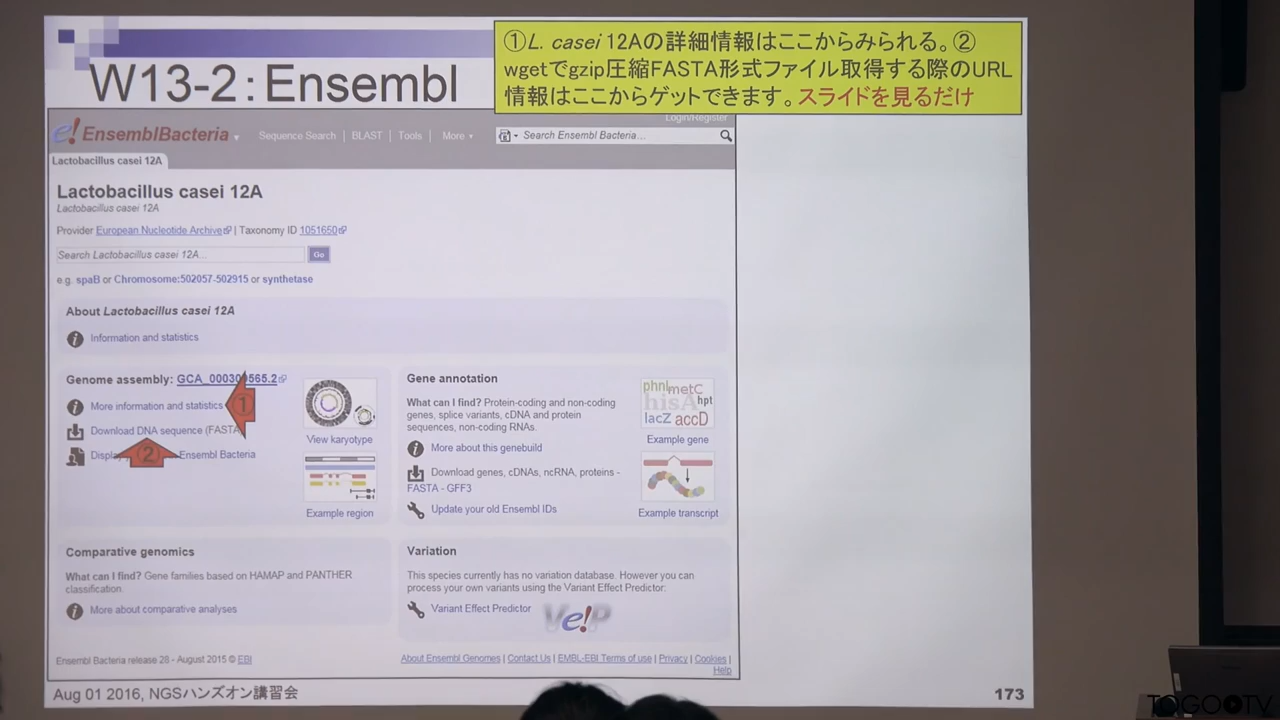 W13-2：Ensembl
①L. casei 12Aの詳細情報はここからみられる。②
wgetでgzip圧縮FASTA形式ファイル取得する際のURL
情報はここからゲットできます。スライドを見るだけ
Login/Register
e! EnsemblBacteria
Sequence Search | BLAST | Tools | More
Search Ensembl Bacteria...
Lactobacillus casei 12A
Lactobacillus casei 12A
Lactobacillus casei 12A
Provider European Nucleotide Archive | Taxonomy ID 1051650
Search Lactobacillus casei 12A...
Go
e.g. spaB or Chromosome:502057-502915 or synthetase
About Lactobacillus casei 12A
Information and statistics
Genome assembly:
More information and statistics
①
Download DNA sequence (FASTA
②
Ensembl Bacteria
View karyotype
Example region
Gene annotation
What can I find? Protein-coding and non-coding
genes, splice variants, cDNA and protein
sequences, non-coding RNAs.
More about this genebuild
Download genes, cDNAs, ncRNA, proteins -
FASTA - GFF3
Update your old Ensembl IDs
phnl metC
hisA hpt
lacZ accD
Example gene
Example transcript
Comparative genomics
What can I find? Gene families based on HAMAP and PANTHER
classification.
More about comparative analyses
Variation
This species currently has no variation database. However you can
process your own variants using the Variant Effect Predictor:
Variant Effect Predictor
Ve!P
Ensembl Bacteria release 28 - August 2015 © EBI
About Ensembl Genomes | Contact Us | EMBL-EBI Terms of use | Privacy | Cookies |
Help
Aug 01 2016, NGSハンズオン講習会
173
TOGOTV